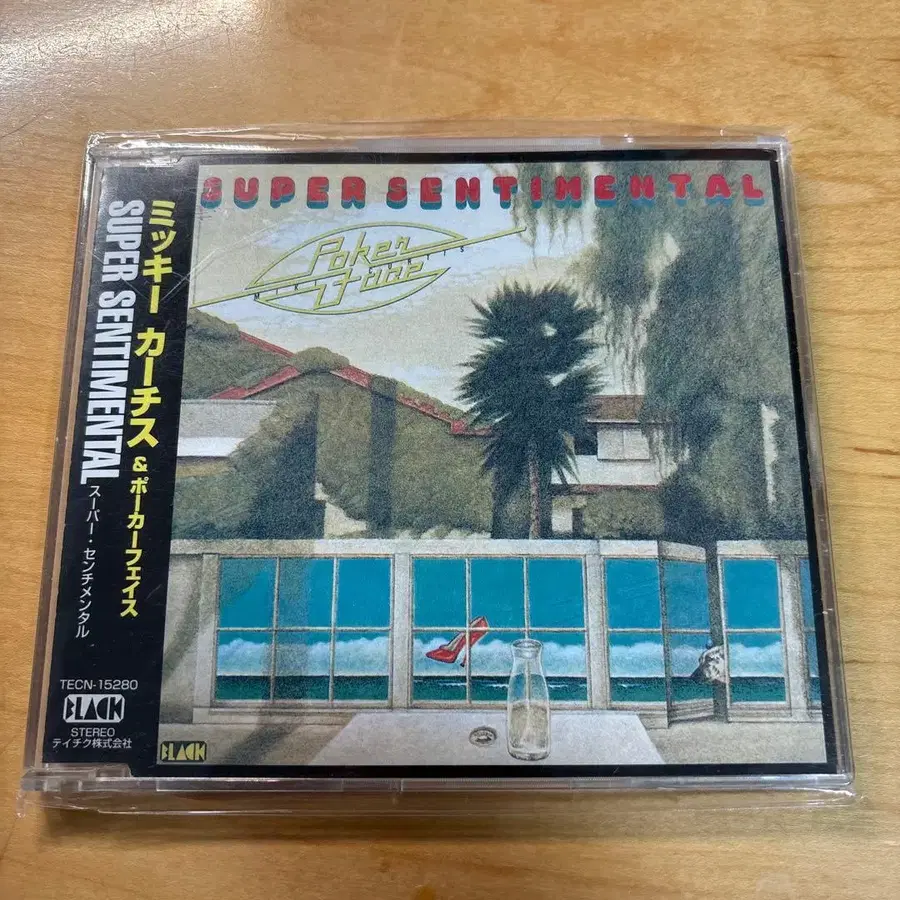 ミッキー カーチス & ポーカーフェイス
SUPER SENTIMENTAL
スーパー・センチメンタル
TECN-15280
BLACK
STEREO
テイチク株式会社
SUPER SENTIMENTAL
Poker
Face
BLACK